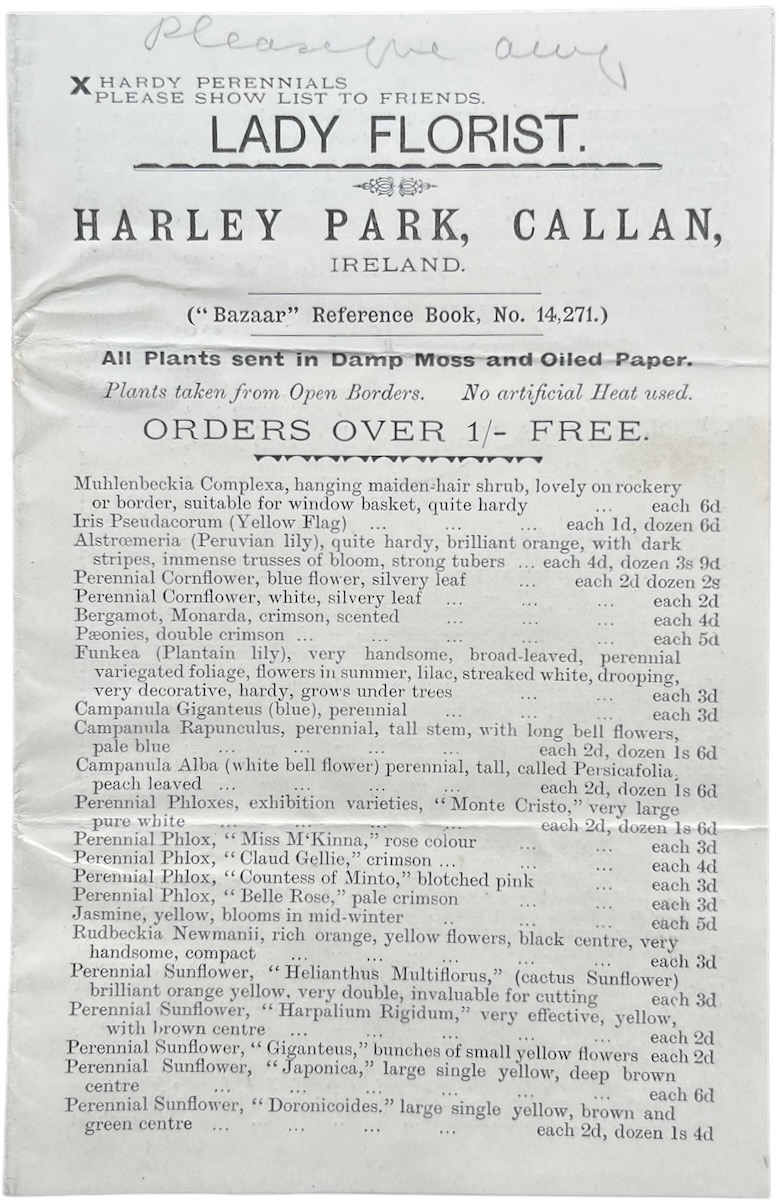 Please give away
X HARDY PERENNIALS
PLEASE SHOW LIST TO FRIENDS.
LADY FLORIST.
HARLEY PARK, CALLAN,
IRELAND.
("Bazaar" Reference Book, No. 14,271.)
All Plants sent in Damp Moss and Oiled Paper.
Plants taken from Open Borders. No artificial Heat used.
ORDERS OVER 1/- FREE.
Muhlenbeckia Complexa, hanging maiden-hair shrub, lovely on rockery
or border, suitable for window basket, quite hardy ... each 6d
Iris Pseudacorum (Yellow Flag) ... ... ... each 1d, dozen 6d
Alstrœmeria (Peruvian lily), quite hardy, brilliant orange, with dark
stripes, immense trusses of bloom, strong tubers ... each 4d, dozen 3s 9d
Perennial Cornflower, blue flower, silvery leaf ... each 2d dozen 2s
Perennial Cornflower, white, silvery leaf ... ... ... each 2d
Bergamot, Monarda, crimson, scented ... ... ... each 4d
Pæonies, double crimson ... ... ... ... ... each 5d
Funkea (Plantain lily), very handsome, broad-leaved, perennial
variegated foliage, flowers in summer, lilac, streaked white, drooping,
very decorative, hardy, grows under trees ... ... each 3d
Campanula Giganteus (blue), perennial ... ... ... each 3d
Campanula Rapunculus, perennial, tall stem, with long bell flowers,
pale blue ... ... ... ... each 2d, dozen 1s 6d
Campanula Alba (white bell flower) perennial, tall, called Persicafolia,
peach leaved ... ... ... ... each 2d, dozen 1s 6d
Perennial Phloxes, exhibition varieties, "Monte Cristo," very large
pure white ... ... ... ... each 2d, dozen 1s 6d
Perennial Phlox, "Miss M'Kinna," rose colour ... ... each 3d
Perennial Phlox, "Claud Gellie," crimson ... ... ... each 4d
Perennial Phlox, "Countess of Minto," blotched pink ... each 3d
Perennial Phlox, "Belle Rose," pale crimson ... ... each 3d
Jasmine, yellow, blooms in mid-winter .. ... ... each 5d
Rudbeckia Newmanii, rich orange, yellow flowers, black centre, very
handsome, compact ... ... ... ... ... each 3d
Perennial Sunflower, "Helianthus Multiflorus," (cactus Sunflower)
brilliant orange yellow, very double, invaluable for cutting each 3d
Perennial Sunflower, "Harpalium Rigidum," very effective, yellow,
with brown centre ... ... ... ... ... each 2d
Perennial Sunflower, "Giganteus," bunches of small yellow flowers each 2d
Perennial Sunflower, "Japonica," large single yellow, deep brown
centre ... ... ... ... ... ... each 6d
Perennial Sunflower, "Doronicoides." large single yellow, brown and
green centre ... ... ... ... each 2d, dozen 1s 4d